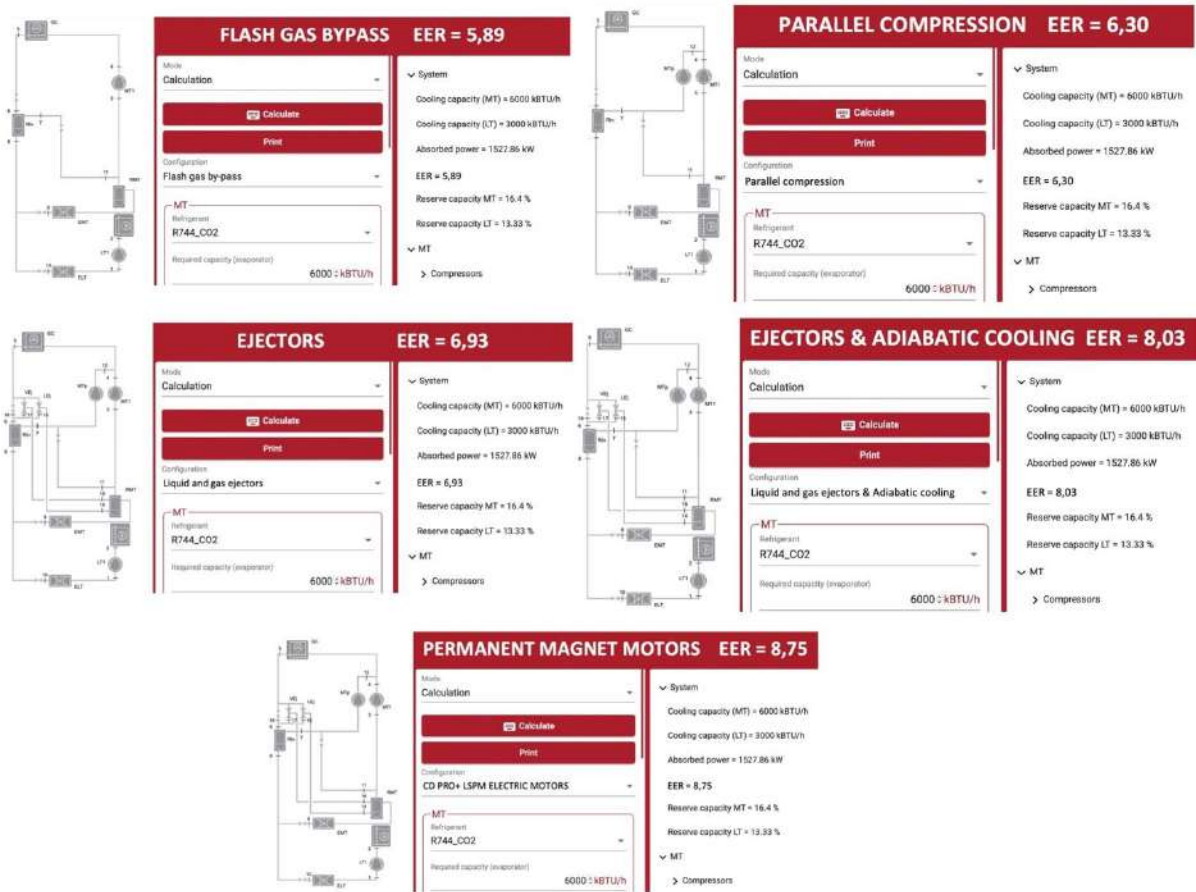 FLASH GAS BYPASS EER = 5,89
Mode
Calculation
Calculate
Print
Configuration
Flash gas by-pass
MT
Refrigerant
R744_CO2
Required capacity (evaporator)
6000 kBTU/h
System
Cooling capacity (MT) = 6000 kBTU/h
Cooling capacity (LT) = 3000 kBTU/h
Absorbed power = 1527.86 kW
EER = 5,89
Reserve capacity MT = 16.4 %
Reserve capacity LT = 13.33 %
MT
Compressors
PARALLEL COMPRESSION EER = 6,30
Mode
Calculation
Calculate
Print
Configuration
Parallel compression
MT
Refrigerant
R744_CO2
Required capacity (evaporator)
6000 kBTU/h
System
Cooling capacity (MT) = 6000 kBTU/h
Cooling capacity (LT) = 3000 kBTU/h
Absorbed power = 1527.86 kW
EER = 6,30
Reserve capacity MT = 16.4 %
Reserve capacity LT = 13.33 %
MT
Compressors
EJECTORS EER = 6,93
Mode
Calculation
Calculate
Print
Configuration
Liquid and gas ejectors
MT
Refrigerant
R744_CO2
Required capacity (evaporator)
6000 kBTU/h
System
Cooling capacity (MT) = 6000 kBTU/h
Cooling capacity (LT) = 3000 kBTU/h
Absorbed power = 1527.86 kW
EER = 6,93
Reserve capacity MT = 16.4 %
Reserve capacity LT = 13.33 %
MT
Compressors
EJECTORS & ADIABATIC COOLING EER = 8,03
Mode
Calculation
Calculate
Print
Configuration
Liquid and gas ejectors & Adiabatic cooling
MT
Refrigerant
R744_CO2
Required capacity (evaporator)
6000 kBTU/h
System
Cooling capacity (MT) = 6000 kBTU/h
Cooling capacity (LT) = 3000 kBTU/h
Absorbed power = 1527.86 kW
EER = 8,03
Reserve capacity MT = 16.4 %
Reserve capacity LT = 13.33 %
MT
Compressors
PERMANENT MAGNET MOTORS EER = 8,75
Mode
Calculation
Calculate
Print
Configuration
CD PRO+ LSPM ELECTRIC MOTORS
MT
Refrigerant
R744_CO2
Required capacity (evaporator)
6000 kBTU/h
System
Cooling capacity (MT) = 6000 kBTU/h
Cooling capacity (LT) = 3000 kBTU/h
Absorbed power = 1527.86 kW
EER = 8,75
Reserve capacity MT = 16.4 %
Reserve capacity LT = 13.33 %
MT
Compressors